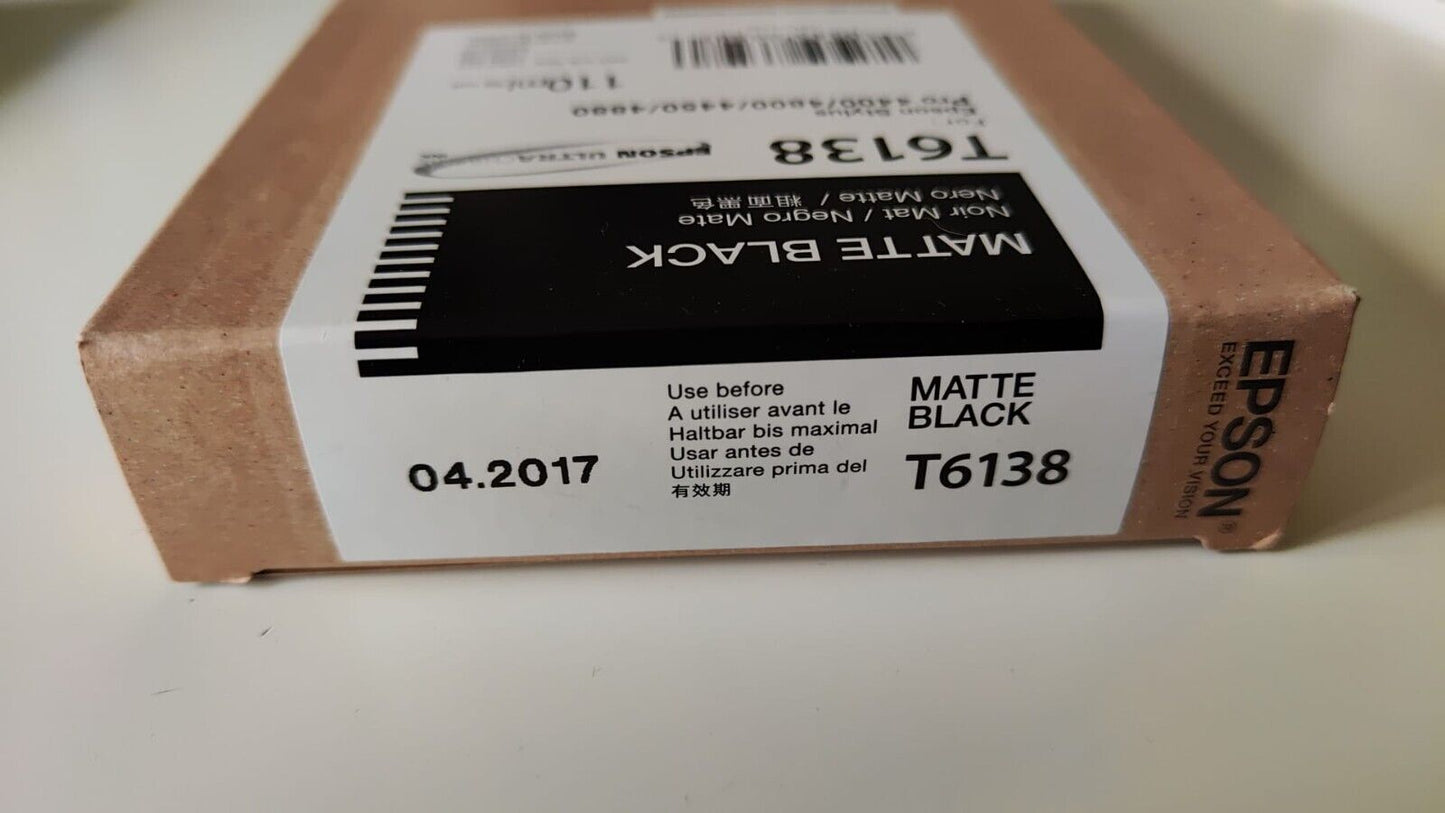 110ml
For:
Epson Stylus
Pro 4400/4800/4450/4880
T6138
EPSON ULTRA
MATTE BLACK
Noir Mat / Negro Mate
Nero Matte / 粗面黑色
04.2017
Use before
A utiliser avant le
Haltbar bis maximal
Usar antes de
Utilizzare prima del
有效期
MATTE
BLACK
T6138
EPSON®
EXCEED YOUR VISION